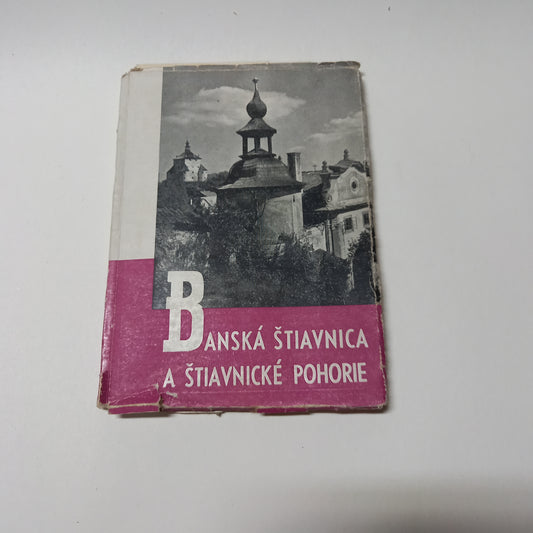 BANSKÁ ŠTIAVNICA
A ŠTIAVNICKÉ POHORIE